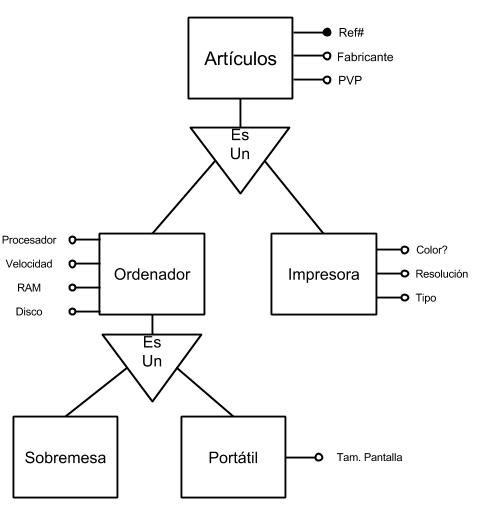 Artículos
Ref#
Fabricante
PVP
Es
Un
Procesador
Velocidad
RAM
Disco
Ordenador
Impresora
Color?
Resolución
Tipo
Es
Un
Sobremesa
Portátil
Tam. Pantalla